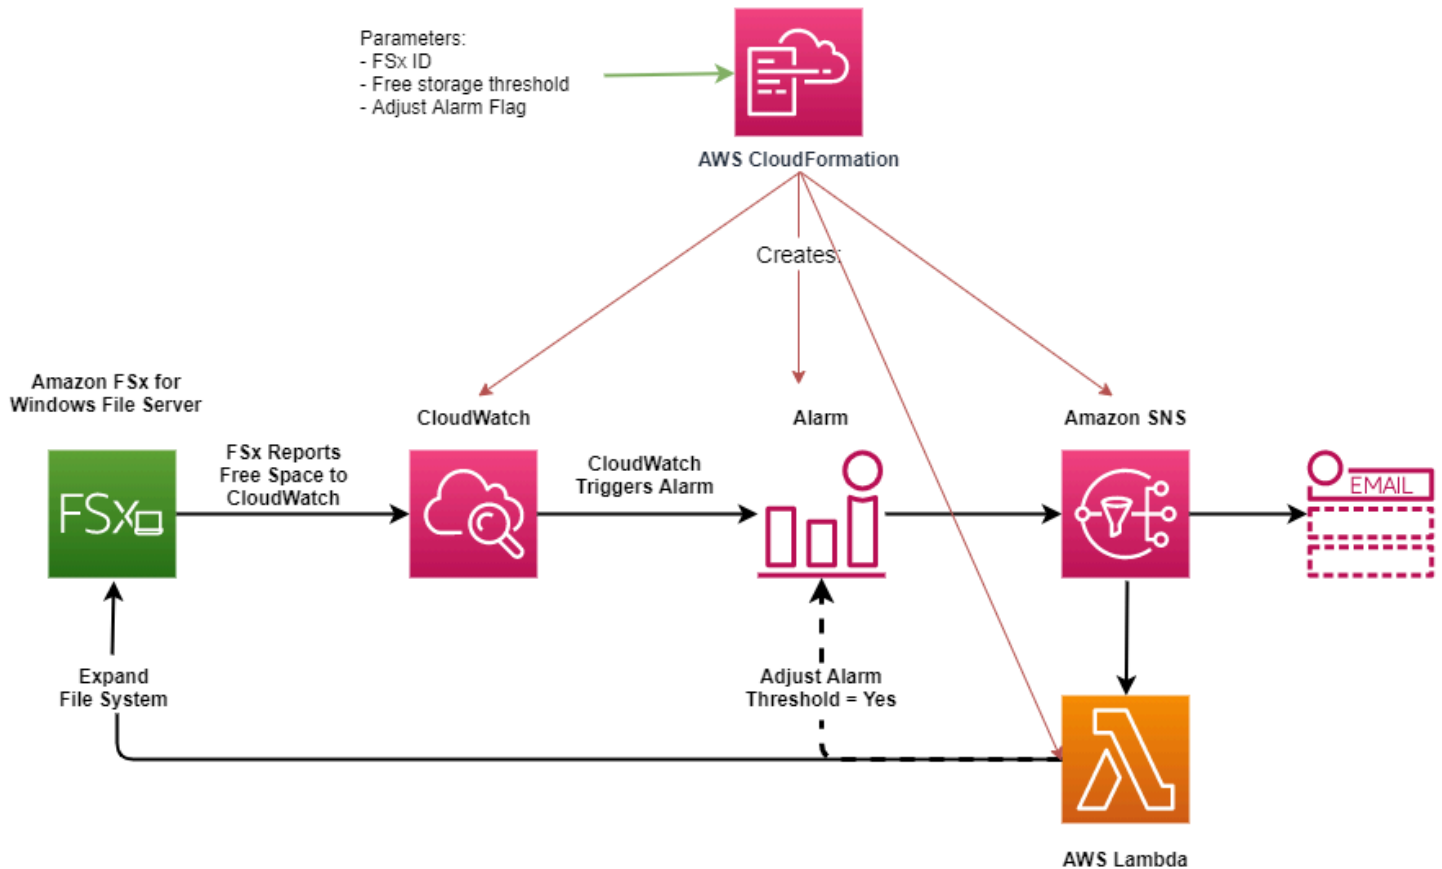 Parameters:
- FSx ID
- Free storage threshold
- Adjust Alarm Flag
AWS CloudFormation
Creates:
Amazon FSx for
Windows File Server
CloudWatch
Alarm
Amazon SNS
FSx
FSx Reports
Free Space to
CloudWatch
CloudWatch
Triggers Alarm
EMAIL
Expand
File System
Adjust Alarm
Threshold = Yes
AWS Lambda